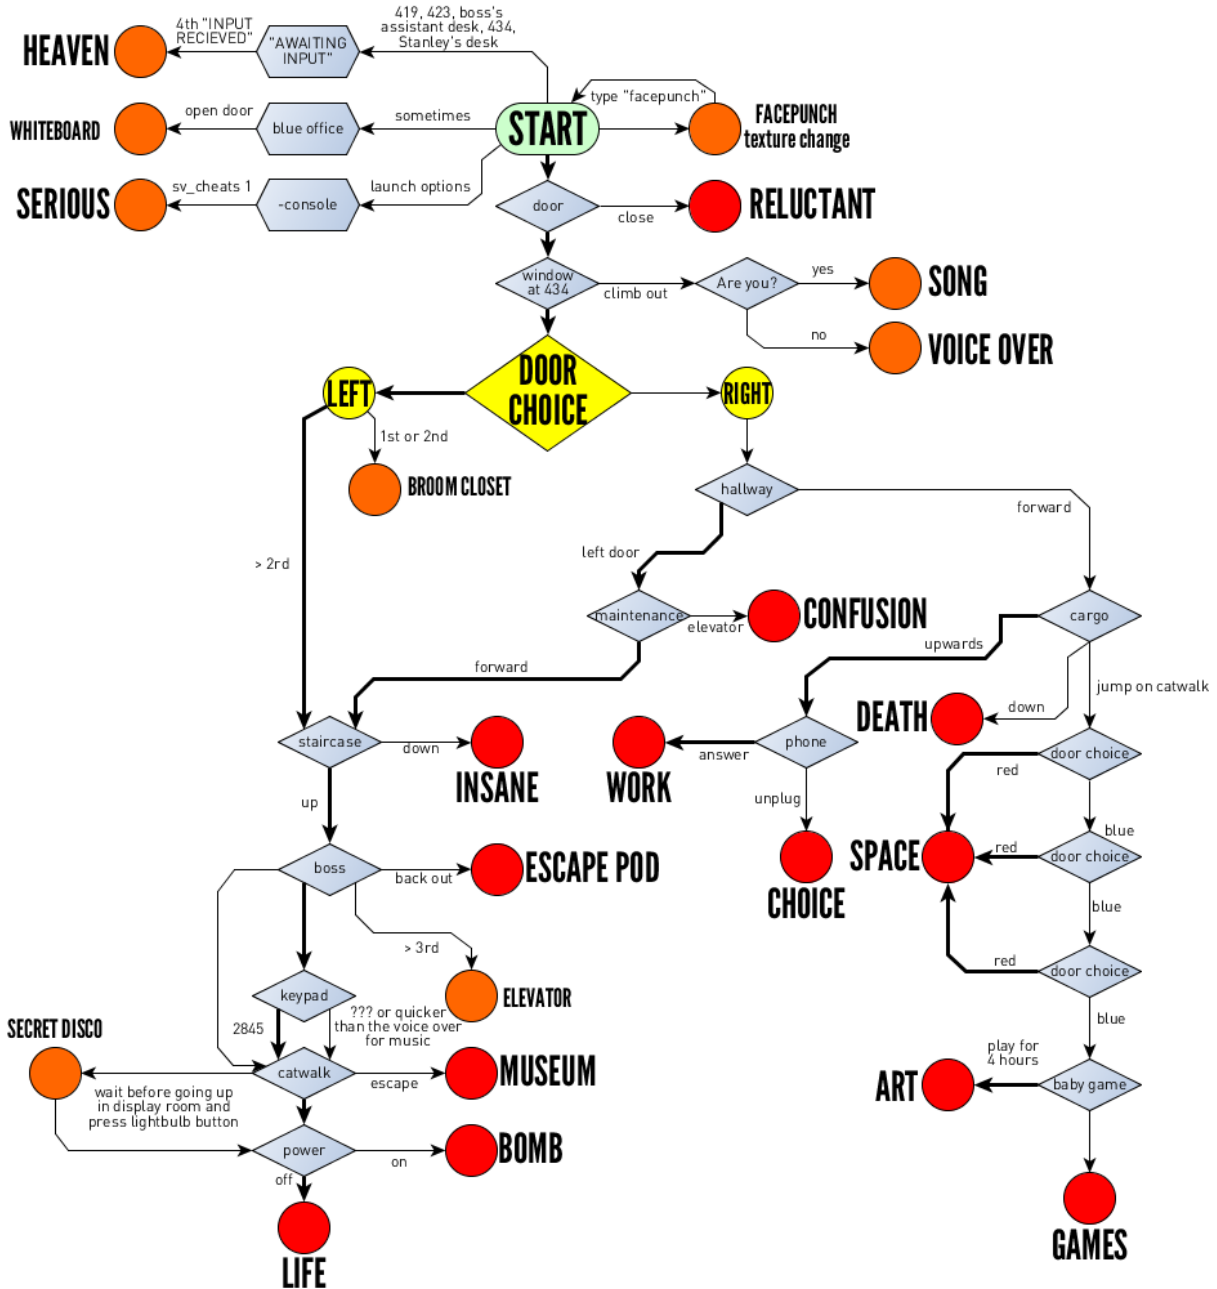 HEAVEN
4th "INPUT
RECIEVED"
"AWAITING
INPUT"
419, 423, boss's
assistant desk, 434,
Stanley's desk
type "facepunch"
WHITEBOARD
open door
blue office
sometimes
START
FACEPUNCH
texture change
SERIOUS
sv_cheats 1
-console
launch options
door
close
RELUCTANT
window
at 434
climb out
Are you?
yes
SONG
no
VOICE OVER
DOOR
CHOICE
LEFT
RIGHT
1st or 2nd
BROOM CLOSET
hallway
forward
> 2rd
left door
maintenance
elevator
CONFUSION
cargo
upwards
forward
jump on catwalk
DEATH
down
staircase
down
INSANE
WORK
answer
phone
unplug
CHOICE
door choice
red
blue
up
SPACE
red
door choice
blue
boss
back out
ESCAPE POD
> 3rd
red
door choice
blue
keypad
ELEVATOR
2845
??? or quicker
than the voice over
for music
SECRET DISCO
catwalk
escape
MUSEUM
wait before going up
in display room and
press lightbulb button
play for
4 hours
ART
baby game
power
on
BOMB
off
LIFE
GAMES